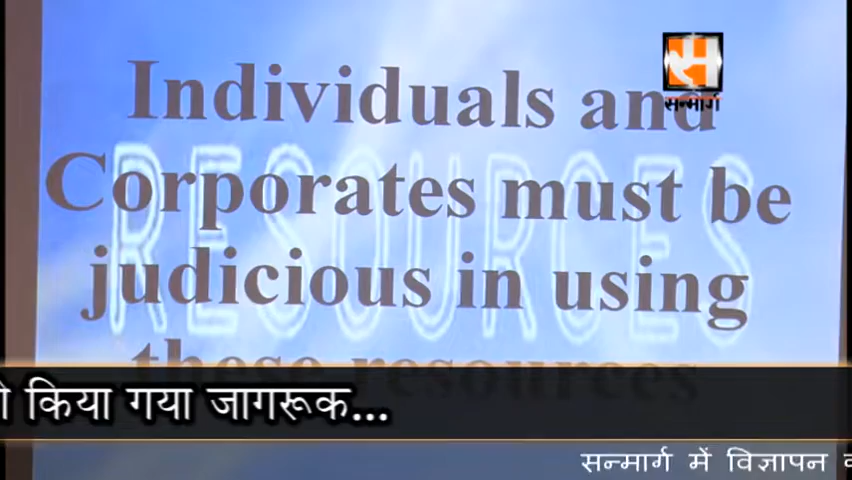 सन्मार्ग
Individuals and
RESOURCES
Corporates must be
judicious in using
these resources
किया गया जागरूक...
सन्मार्ग में विज्ञापन